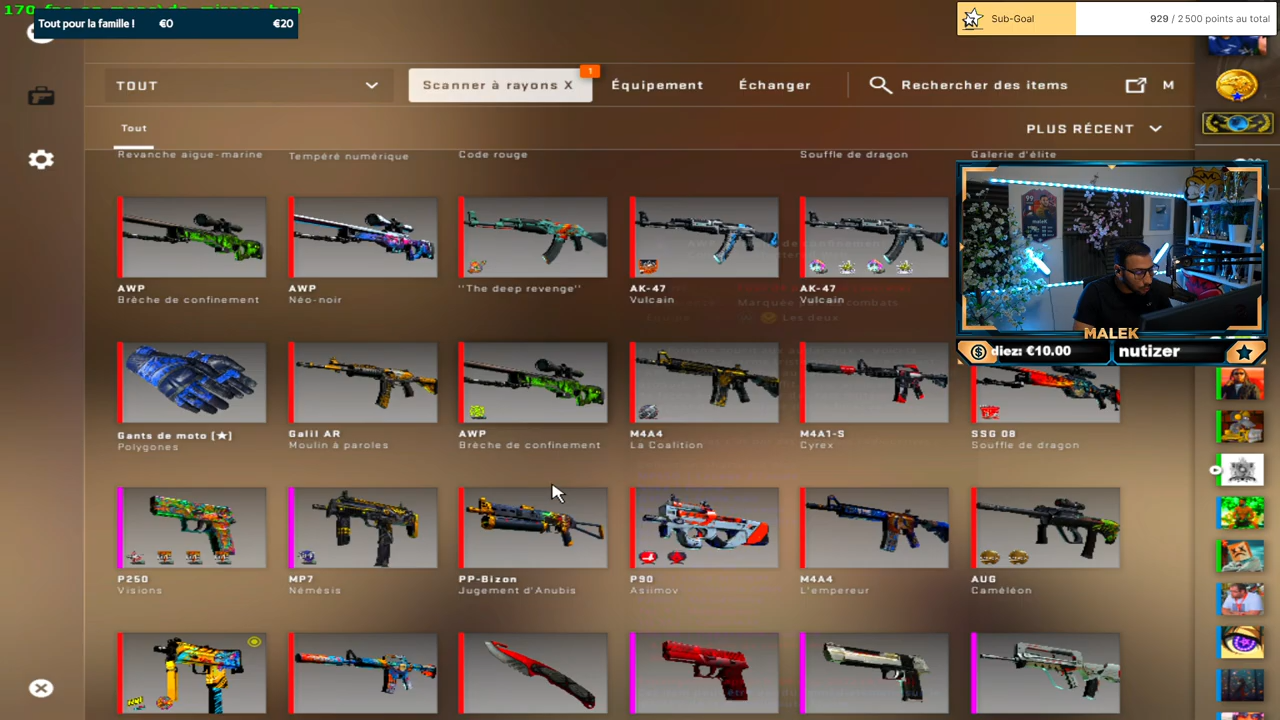 Tout pour la famille ! €0 €20
Sub-Goal 929 / 2 500 points au total
TOUT
Scanner à rayons X
1
Équipement
Échanger
Rechercher des items
M
Tout
PLUS RÉCENT
Revanche aigue-marine
Tempéré numérique
Code rouge
Souffle de dragon
Galerie d'élite
AWP
Brèche de confinement
AWP
Néo-noir
"The deep revenge"
AK-47
Vulcain
AK-47
Vulcain
MALEK
diez: €10.00
nutizer
Gants de moto (★)
Polygones
Galil AR
Moulin à paroles
AWP
Brèche de confinement
M4A4
La Coalition
M4A1-S
Cyrex
SSG 08
Souffle de dragon
P250
Visions
MP7
Némésis
PP-Bizon
Jugement d'Anubis
P90
Asiimov
M4A4
L'empereur
AUG
Caméléon